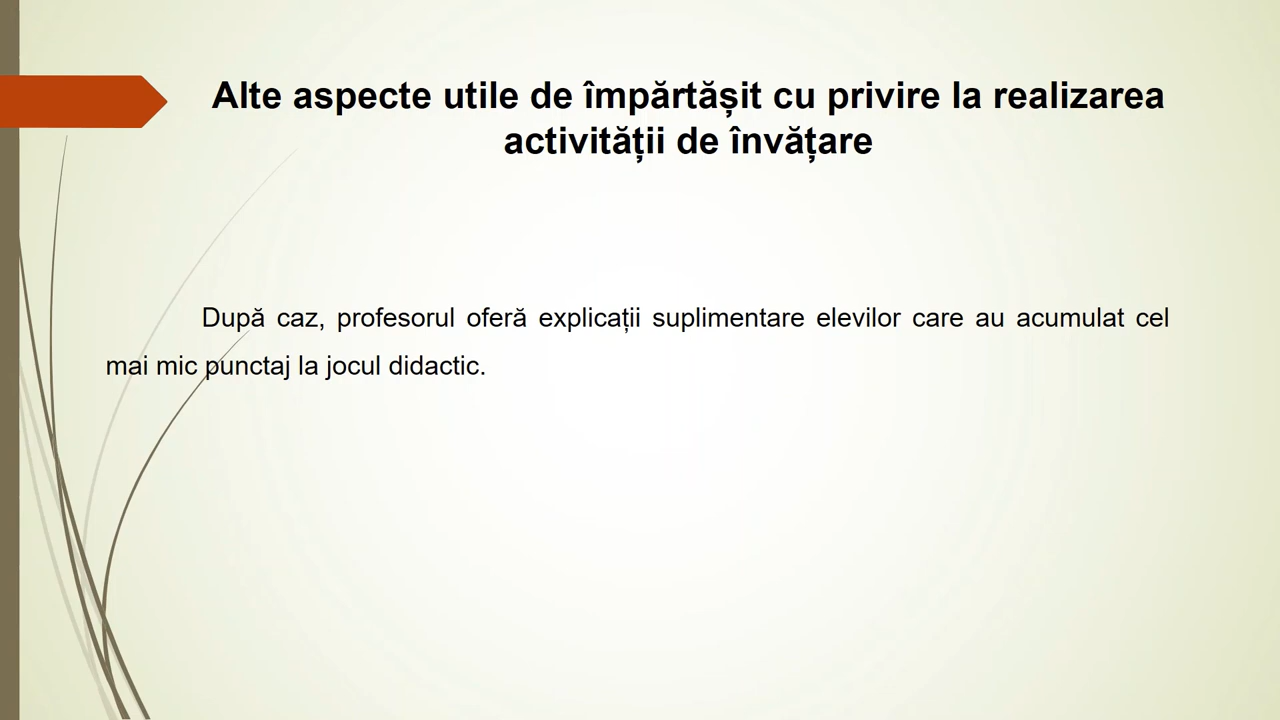 Alte aspecte utile de împărtășit cu privire la realizarea
activității de învățare
După caz, profesorul oferă explicații suplimentare elevilor care au acumulat cel
mai mic punctaj la jocul didactic.